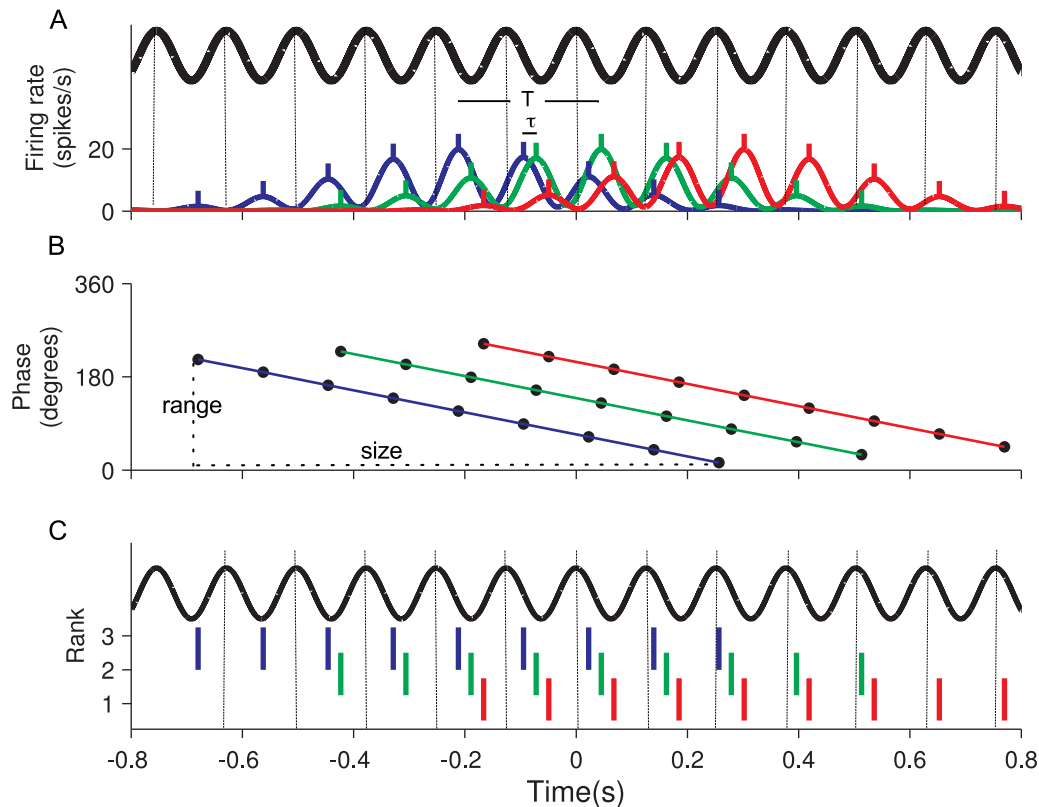 A
Firing rate
(spikes/s)
20
0
T
τ
B
Phase
(degrees)
360
180
0
range
size
C
Rank
3
2
1
-0.8 -0.6 -0.4 -0.2 0 0.2 0.4 0.6 0.8
Time(s)